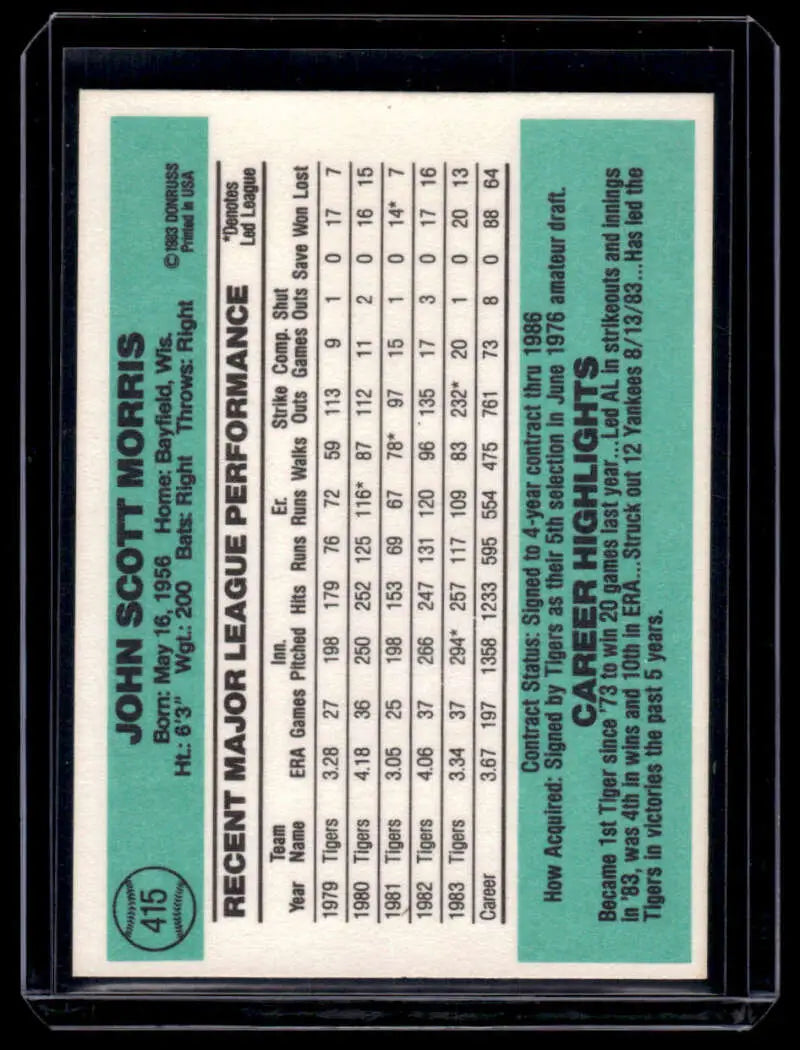 415
JOHN SCOTT MORRIS
©1983 DONRUSS
Printed in USA
Born: May 16, 1956 Home: Bayfield, Wis.
Ht.: 6'3" Wgt.: 200 Bats: Right Throws: Right
RECENT MAJOR LEAGUE PERFORMANCE
*Denotes
Led League
Team Inn. Er. Strike Comp. Shut
Year Name ERA Games Pitched Hits Runs Runs Walks Outs Games Outs Save Won Lost
1979 Tigers 3.28 27 198 179 76 72 59 113 9 1 0 17 7
1980 Tigers 4.18 36 250 252 125 116* 87 112 11 2 0 16 15
1981 Tigers 3.05 25 198 153 69 67 78* 97 15 1 0 14* 7
1982 Tigers 4.06 37 266 247 131 120 96 135 17 3 0 17 16
1983 Tigers 3.34 37 294* 257 117 109 83 232* 20 1 0 20 13
Career 3.67 197 1358 1233 595 554 475 761 73 8 0 88 64
Contract Status: Signed to 4-year contract thru 1986
How Acquired: Signed by Tigers as their 5th selection in June 1976 amateur draft.
CAREER HIGHLIGHTS
Became 1st Tiger since '73 to win 20 games last year...Led AL in strikeouts and innings
in '83, was 4th in wins and 10th in ERA...Struck out 12 Yankees 8/13/83...Has led the
Tigers in victories the past 5 years.